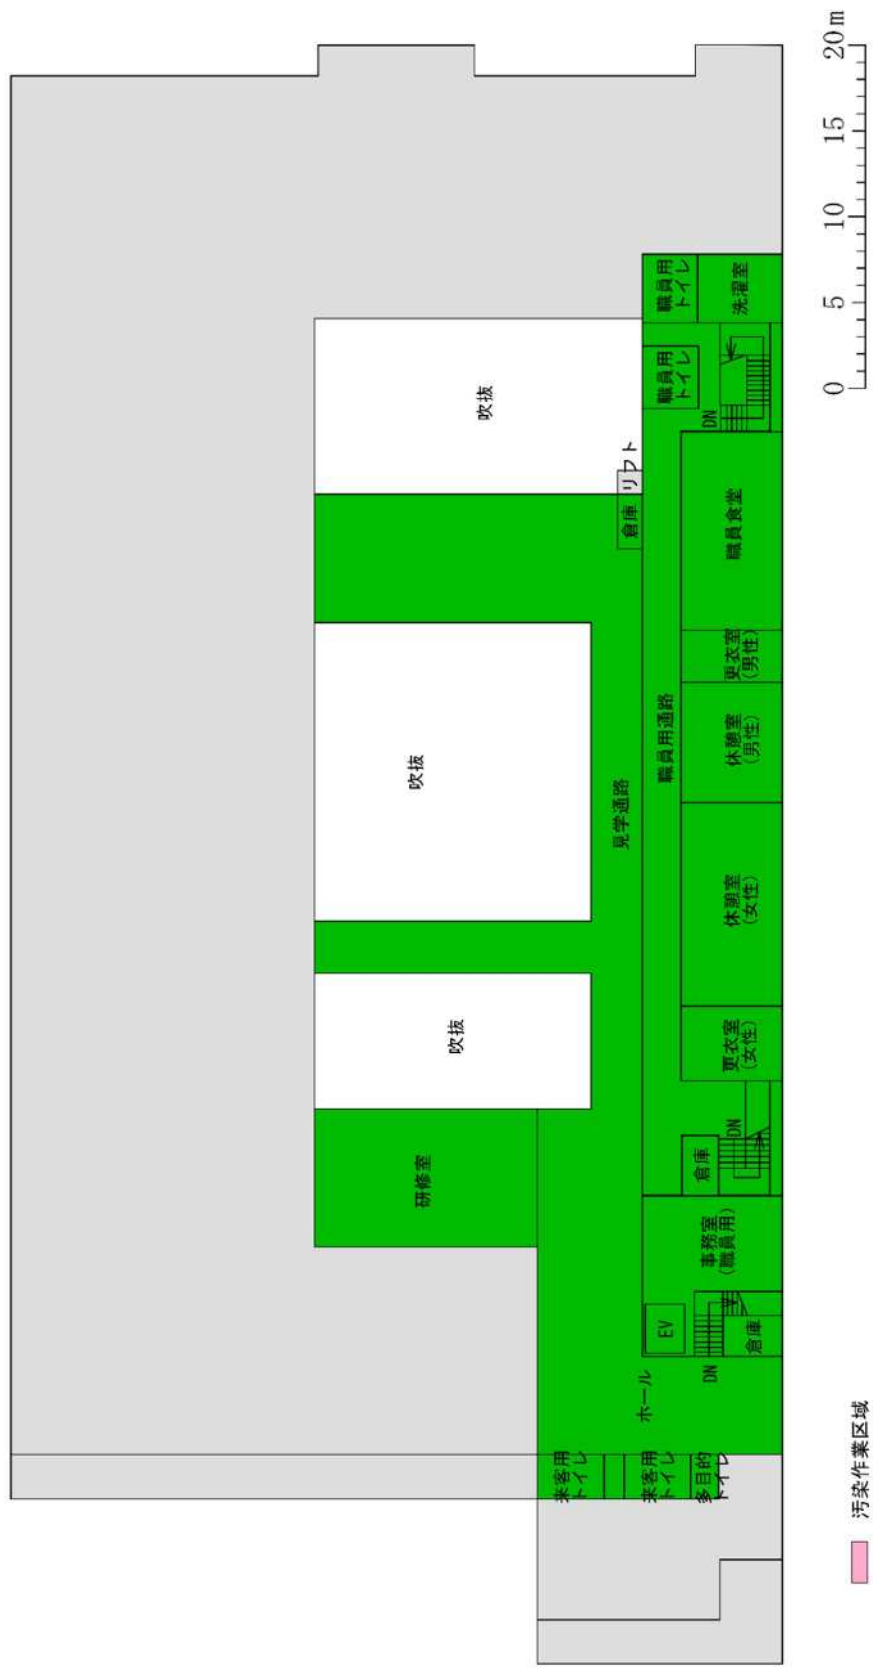 吹抜
吹抜
吹抜
研修室
リフト
倉庫
見学通路
職員用通路
職員用
トイレ
洗濯室
職員用
トイレ
DN
職員食堂
更衣室
(男性)
休憩室
(男性)
休憩室
(女性)
更衣室
(女性)
DN
倉庫
事務室
(職員用)
EV
倉庫
DN
ホール
来客用
トイレ
来客用
トイレ
多目的
トイレ
0 5 10 15 20m
汚染作業区域